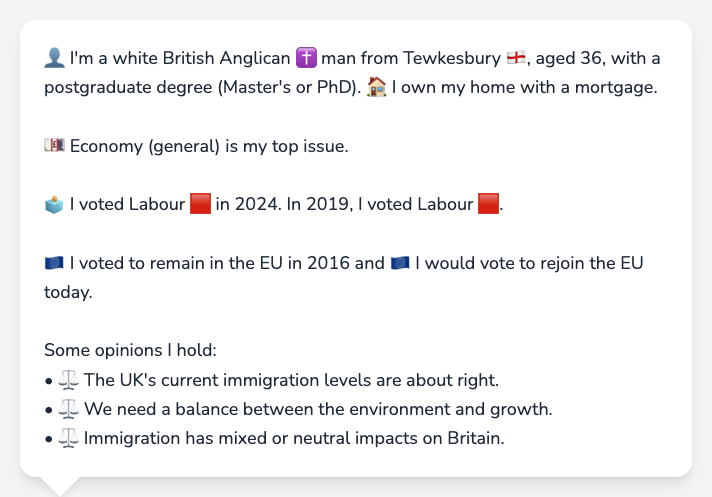 👤 I'm a white British Anglican ✝️ man from Tewkesbury 🏴󠁧󠁢󠁥󠁮󠁧󠁿, aged 36, with a
postgraduate degree (Master's or PhD). 🏠 I own my home with a mortgage.
💷 Economy (general) is my top issue.
🗳️ I voted Labour 🟥 in 2024. In 2019, I voted Labour 🟥.
🇪🇺 I voted to remain in the EU in 2016 and 🇪🇺 I would vote to rejoin the EU
today.
Some opinions I hold:
• ⚖️ The UK's current immigration levels are about right.
• ⚖️ We need a balance between the environment and growth.
• ⚖️ Immigration has mixed or neutral impacts on Britain.